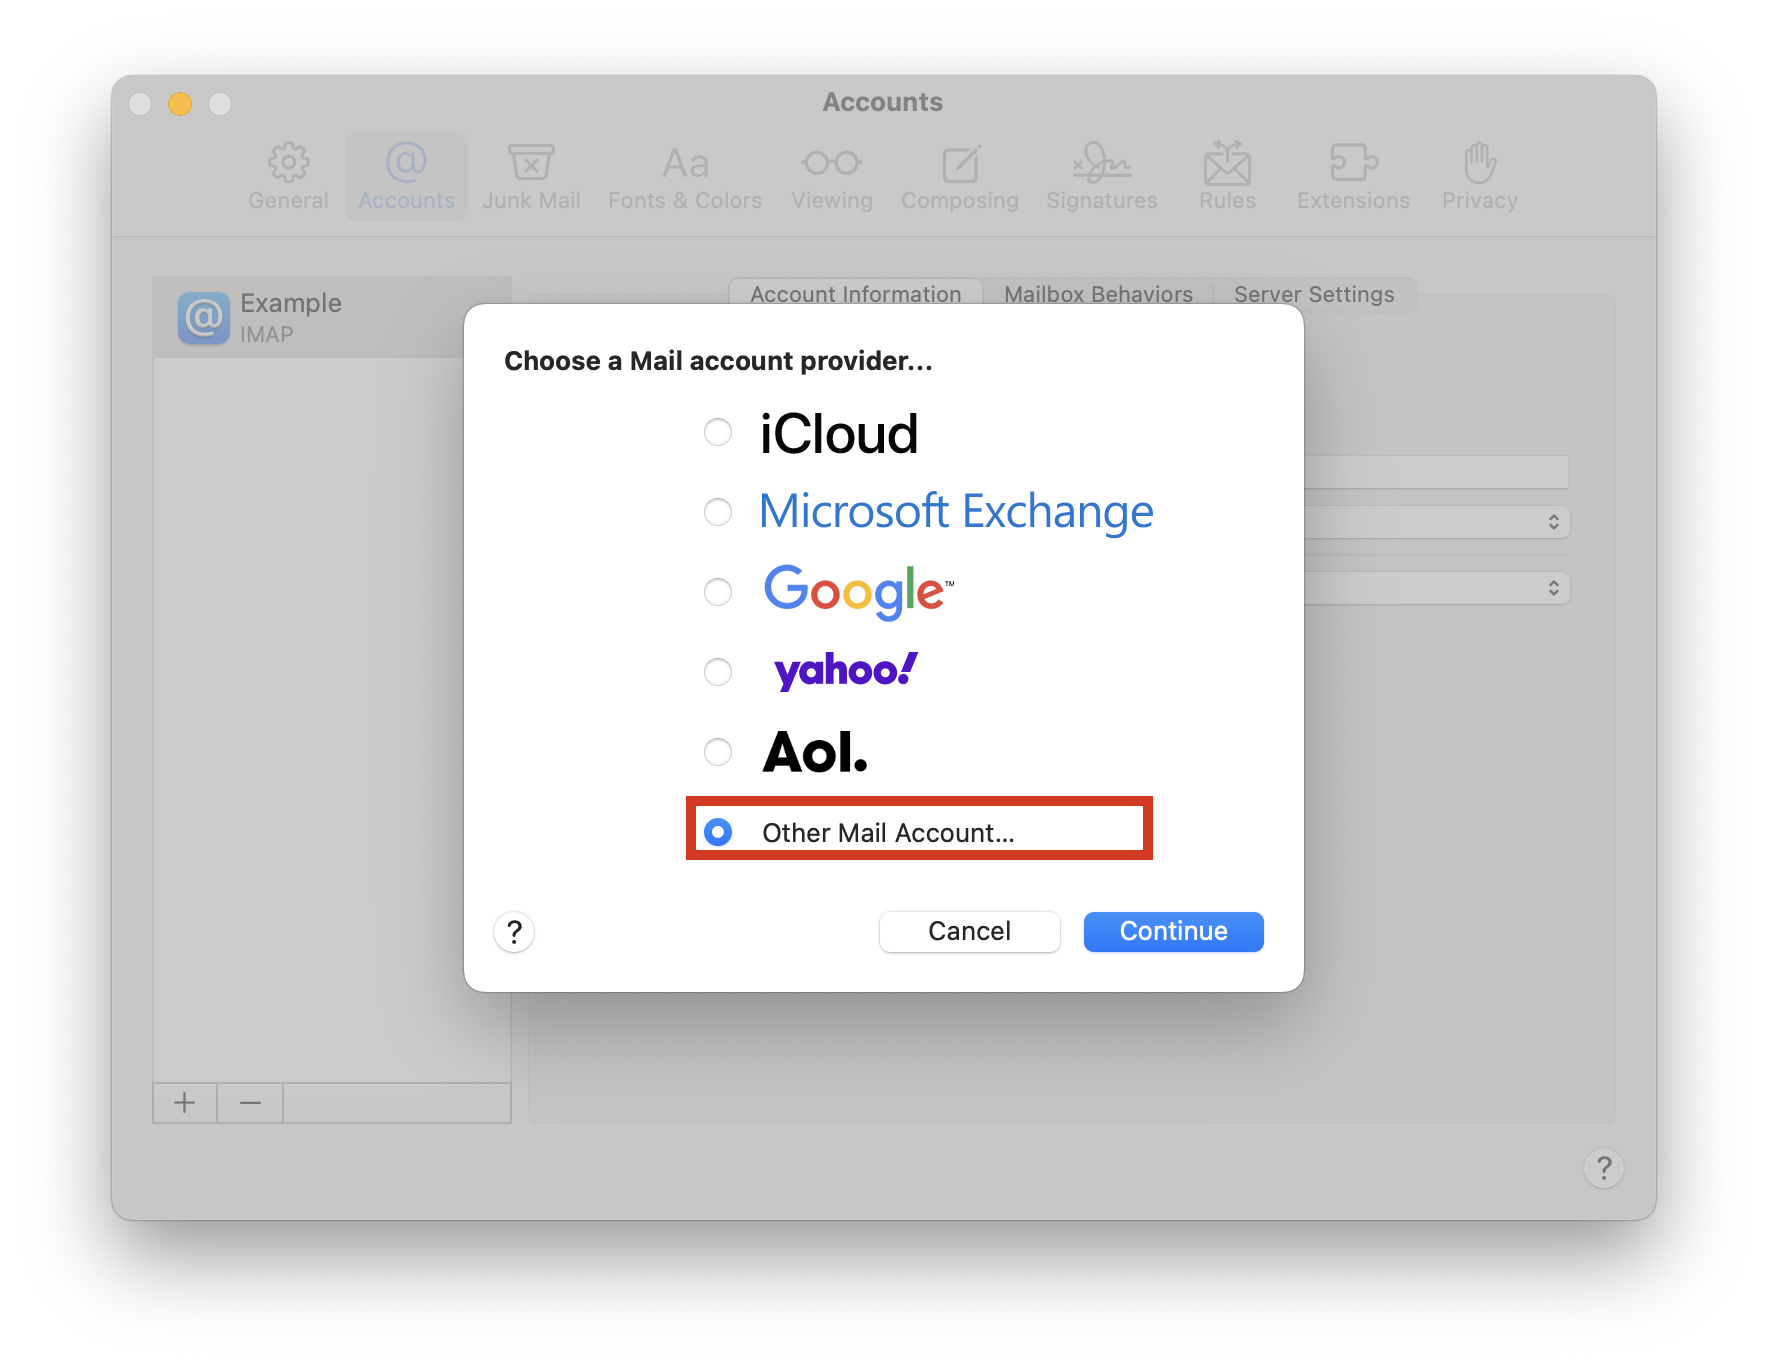 Accounts
General
Accounts
Junk Mail
Aa
Fonts & Colors
Viewing
Composing
Signatures
Rules
Extensions
Privacy
@
Example
IMAP
Account Information
Mailbox Behaviors
Server Settings
Choose a Mail account provider...
iCloud
Microsoft Exchange
Google™
yahoo!
Aol.
Other Mail Account...
?
Cancel
Continue
+
−
?